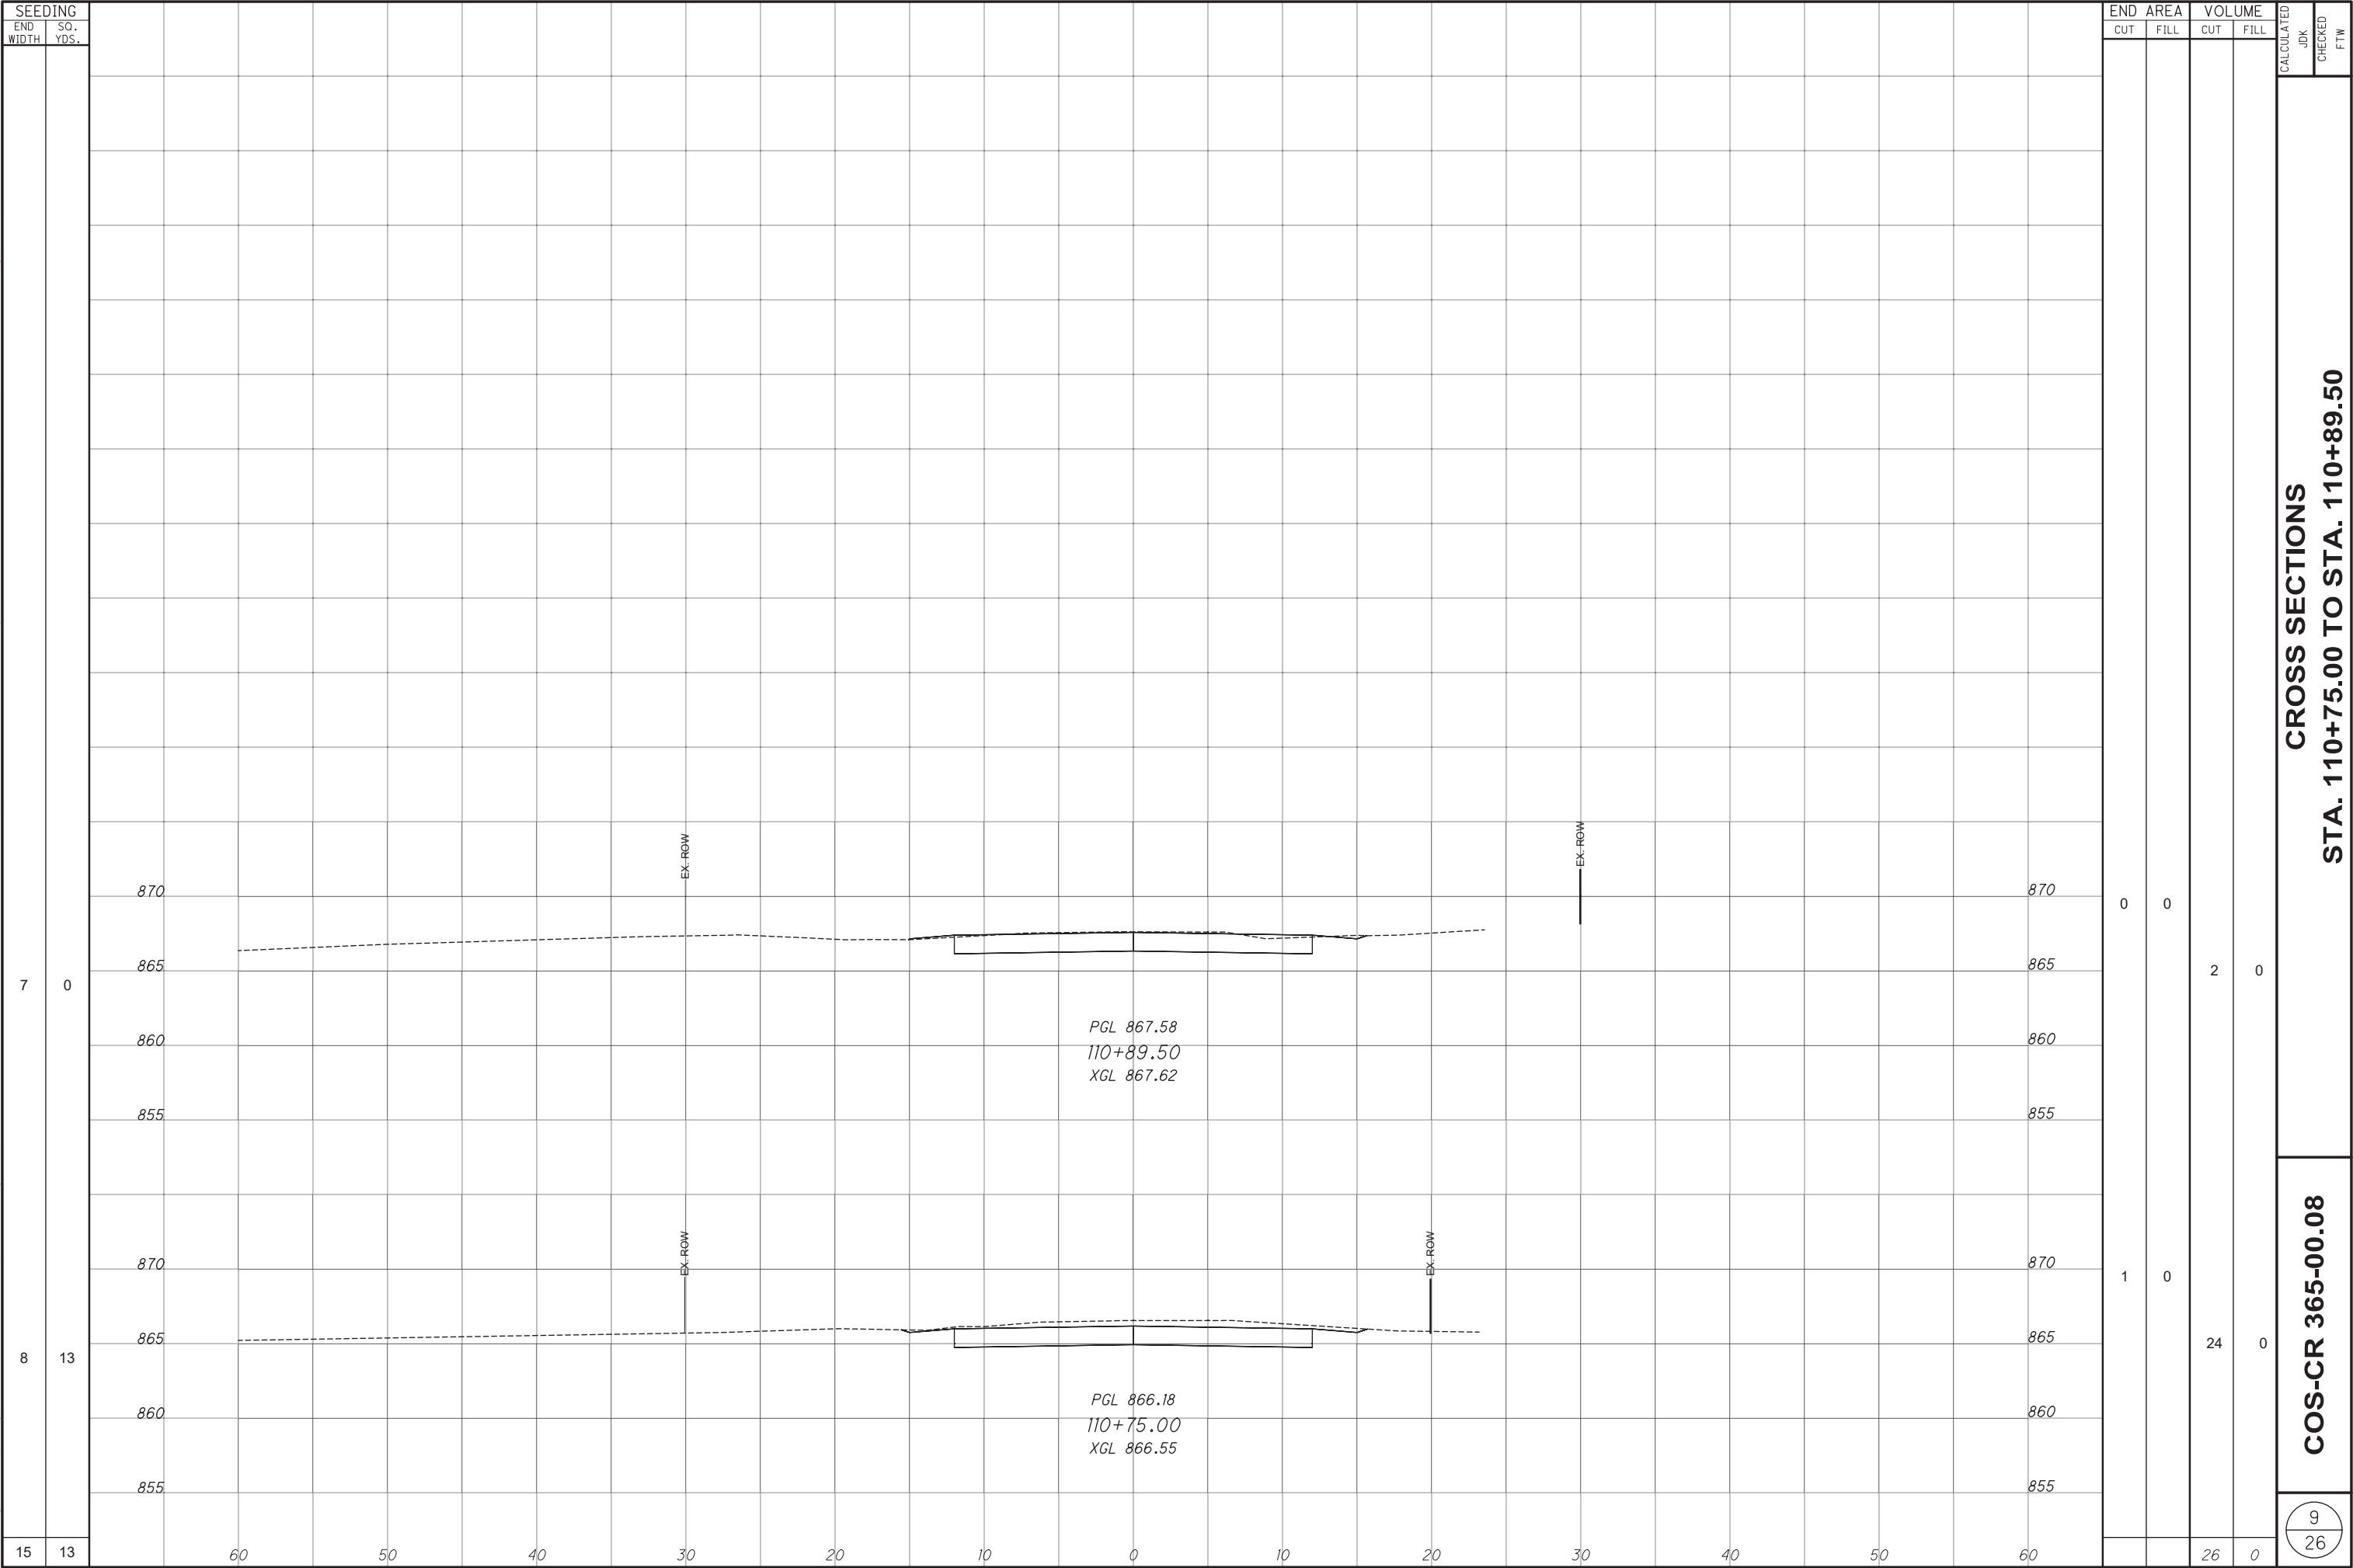 SEEDING
END WIDTH
SQ. YDS.
END AREA
VOLUME
CUT
FILL
CUT
FILL
CALCULATED
JDK
CHECKED
FTW
CROSS SECTIONS
STA. 110+75.00 TO STA. 110+89.50
EX. ROW
EX. ROW
870
870
0
0
865
865
7
0
2
0
PGL 867.58
860
110+89.50
860
XGL 867.62
855
855
EX. ROW
EX. ROW
870
870
1
0
865
865
8
13
24
0
PGL 866.18
860
110+75.00
860
XGL 866.55
855
855
COS-CR 365-00.08
9
26
15
13
60
50
40
30
20
10
0
10
20
30
40
50
60
26
0